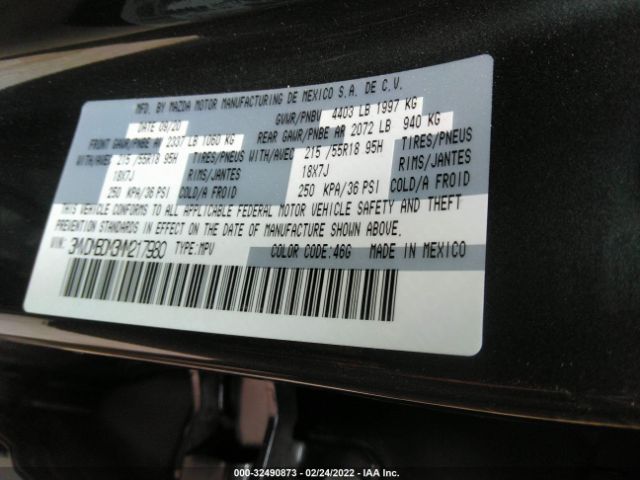 MFD. BY MAZDA MOTOR MANUFACTURING DE MEXICO S.A. DE C.V.
DATE 09/20 GVWR/PNBV 4403 LB 1997 KG
FRONT GAWR/PNBE AV 2337 LB 1060 KG REAR GAWR/PNBE AR 2072 LB 940 KG
WITH/AVEC 215 /55R18 95H TIRES/PNEUS WITH/AVEC 215 /55R18 95H TIRES/PNEUS
18X7J RIMS/JANTES 18X7J RIMS/JANTES
250 KPA/36 PSI COLD/A FROID 250 KPA/36 PSI COLD/A FROID
THIS VEHICLE CONFORMS TO ALL APPLICABLE FEDERAL MOTOR VEHICLE SAFETY AND THEFT
PREVENTION STANDARDS IN EFFECT ON THE DATE OF MANUFACTURE SHOWN ABOVE.
VIN: TYPE:MPV COLOR CODE:46G MADE IN MEXICO
000-32490873 - 02/24/2022 - IAA Inc.